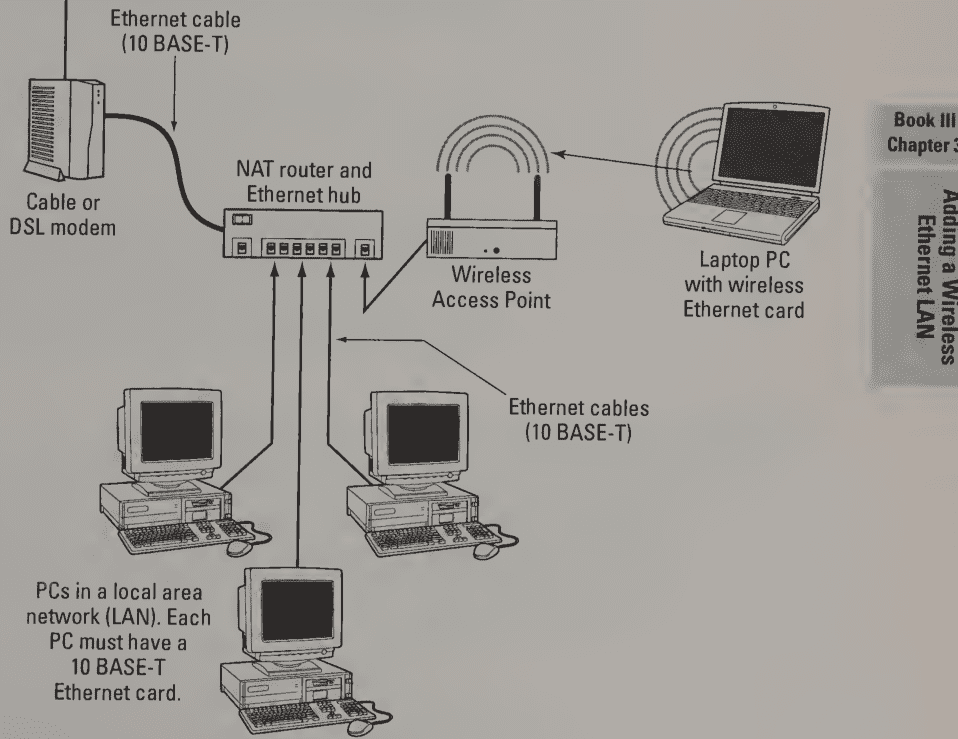 Ethernet cable
(10 BASE-T)
Cable or
DSL modem
NAT router and
Ethernet hub
Wireless
Access Point
Laptop PC
with wireless
Ethernet card
Ethernet cables
(10 BASE-T)
PCs in a local area
network (LAN). Each
PC must have a
10 BASE-T
Ethernet card.
Book III
Chapter 3
Adding a Wireless
Ethernet LAN